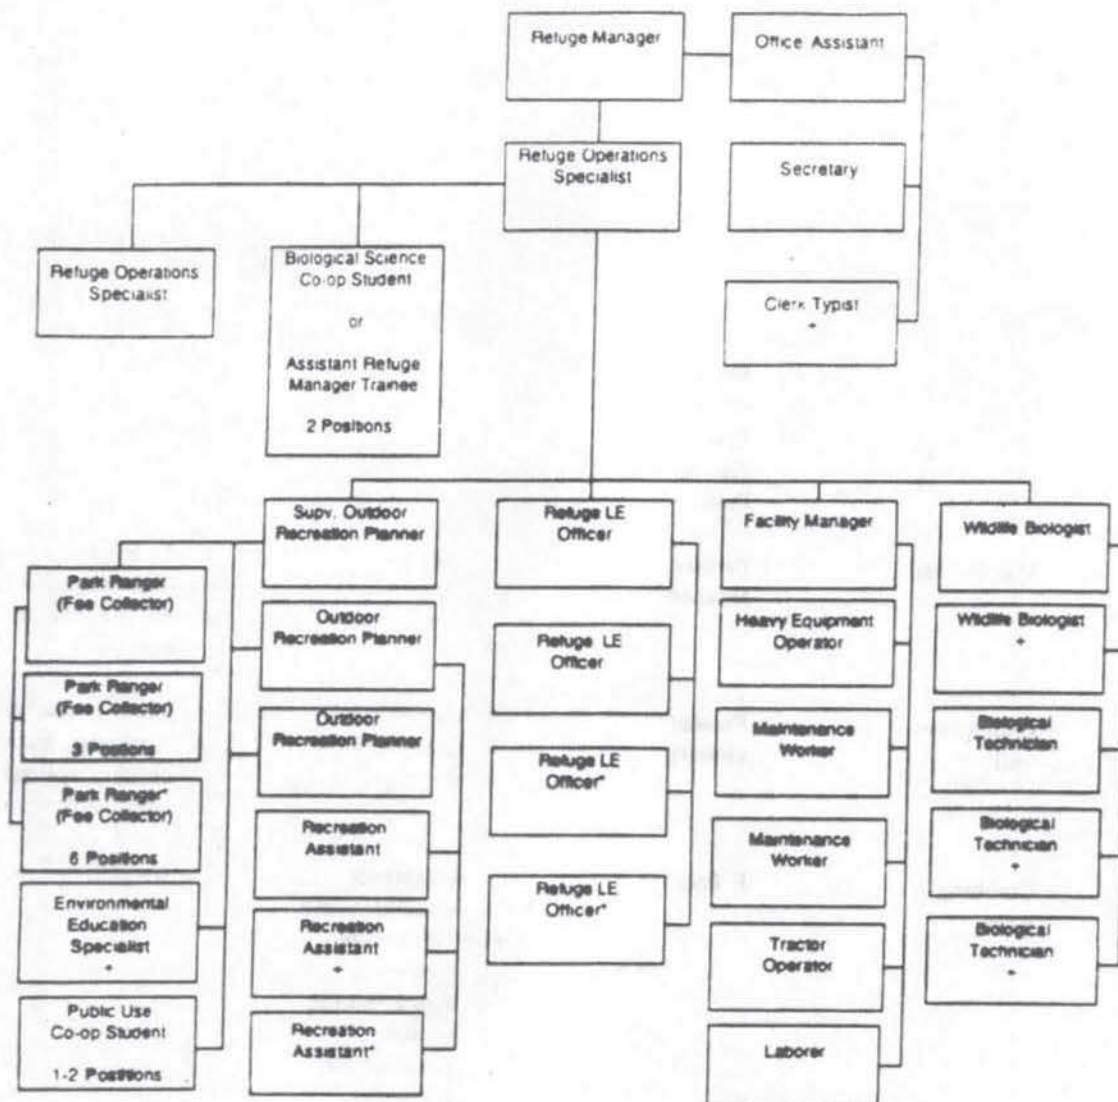 Refuge Manager
Office Assistant
Refuge Operations
Specialist
Secretary
Refuge Operations
Specialist
Biological Science
Co-op Student
or
Assistant Refuge
Manager Trainee
2 Positions
Clerk Typist
*
Supv. Outdoor
Recreation Planner
Refuge LE
Officer
Facility Manager
Wildlife Biologist
Park Ranger
(Fee Collector)
Outdoor
Recreation Planner
Refuge LE
Officer
Heavy Equipment
Operator
Wildlife Biologist
*
Park Ranger
(Fee Collector)
3 Positions
Outdoor
Recreation Planner
Refuge LE
Officer*
Maintenance
Worker
Biological
Technician
Park Ranger*
(Fee Collector)
6 Positions
Recreation
Assistant
Refuge LE
Officer*
Maintenance
Worker
Biological
Technician
*
Environmental
Education
Specialist
*
Recreation
Assistant
*
Tractor
Operator
Biological
Technician
*
Public Use
Co-op Student
1-2 Positions
Recreation
Assistant*
Laborer